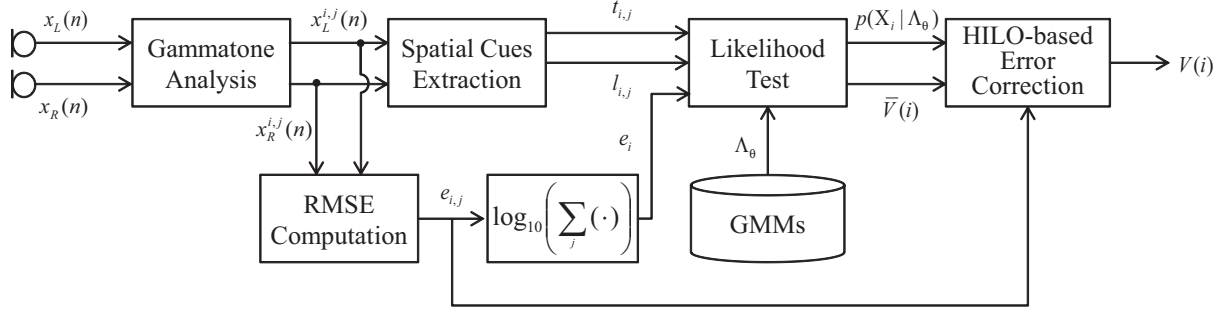 x_L(n)
x_R(n)
Gammatone
Analysis
x_L^{i,j}(n)
x_R^{i,j}(n)
Spatial Cues
Extraction
t_{i,j}
l_{i,j}
e_i
Likelihood
Test
p(X_i | Λ_θ)
V̅(i)
HILO-based
Error
Correction
V(i)
RMSE
Computation
e_{i,j}
log_{10}(∑_j (·))
Λ_θ
GMMs